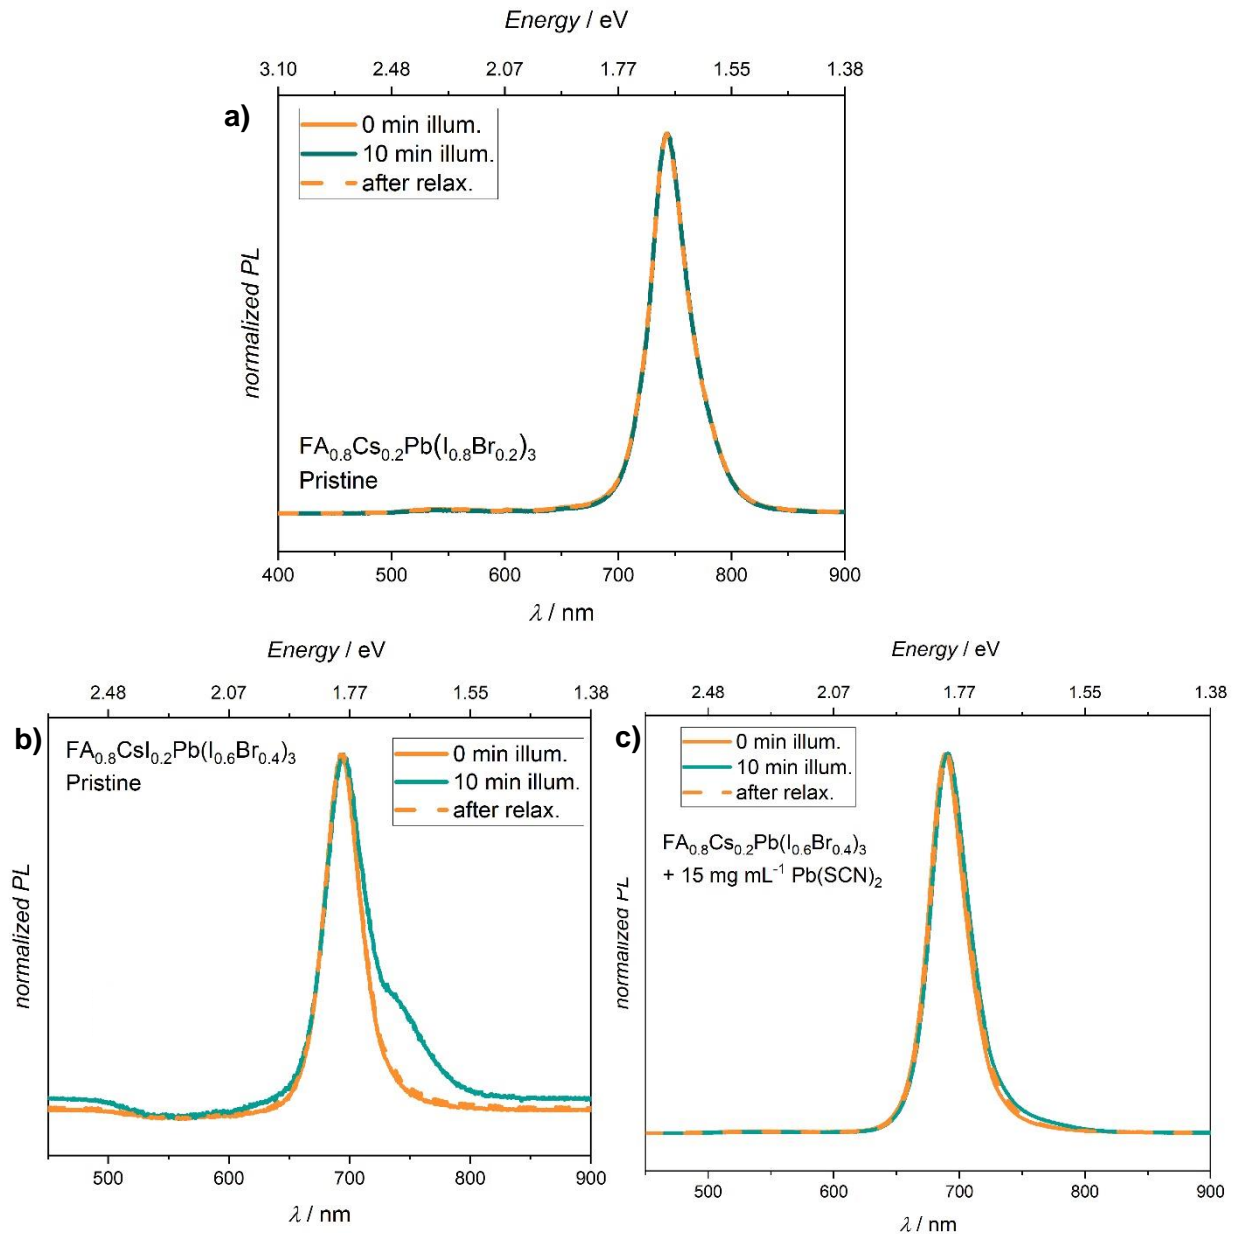 Energy / eV
3.10 2.48 2.07 1.77 1.55 1.38
a)
0 min illum.
10 min illum.
after relax.
normalized PL
FA0.8Cs0.2Pb(I0.8Br0.2)3
Pristine
400 500 600 700 800 900
λ / nm
Energy / eV
2.48 2.07 1.77 1.55 1.38
b)
FA0.8CsI0.2Pb(I0.6Br0.4)3
Pristine
0 min illum.
10 min illum.
after relax.
normalized PL
500 600 700 800 900
λ / nm
Energy / eV
2.48 2.07 1.77 1.55 1.38
c)
0 min illum.
10 min illum.
after relax.
FA0.8Cs0.2Pb(I0.6Br0.4)3
+ 15 mg mL-1 Pb(SCN)2
normalized PL
500 600 700 800 900
λ / nm